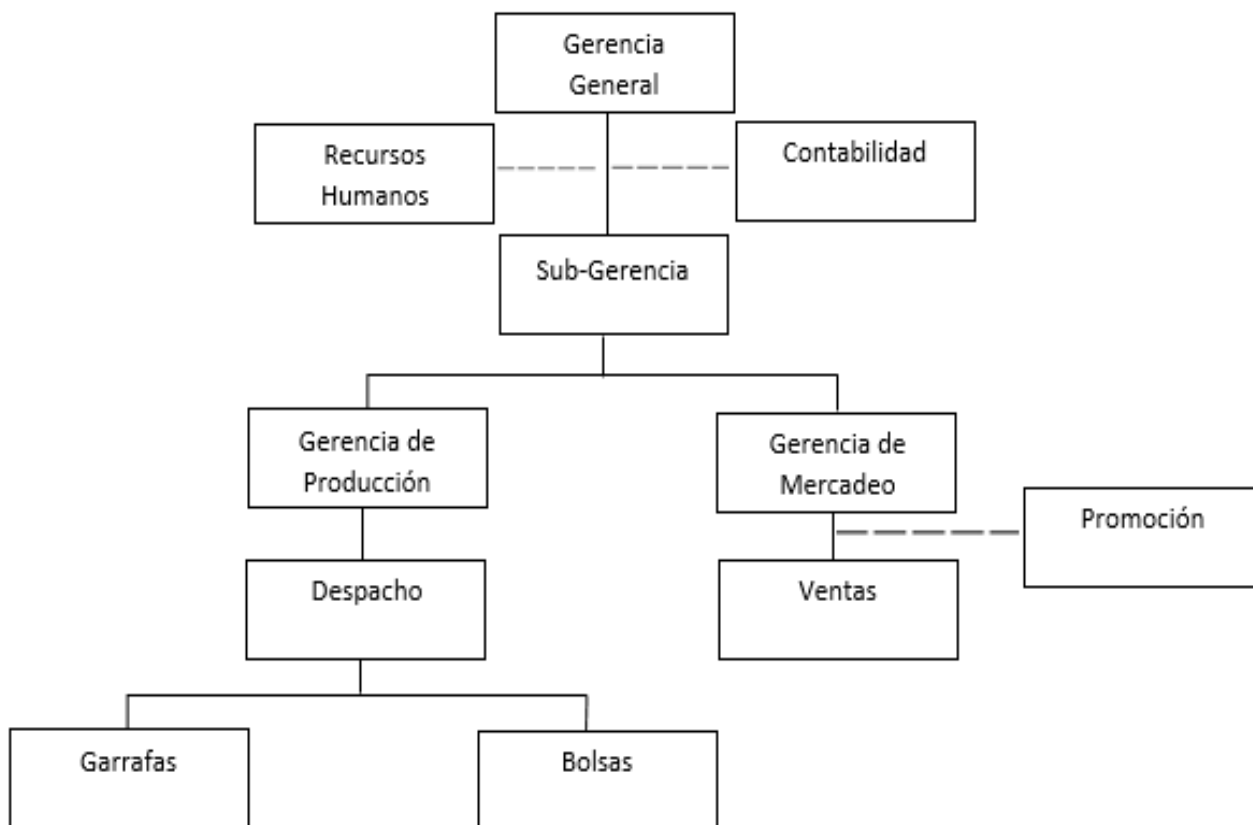 Gerencia
General
Recursos
Humanos
Contabilidad
Sub-Gerencia
Gerencia de
Producción
Gerencia de
Mercadeo
Promoción
Despacho
Ventas
Garrafas
Bolsas